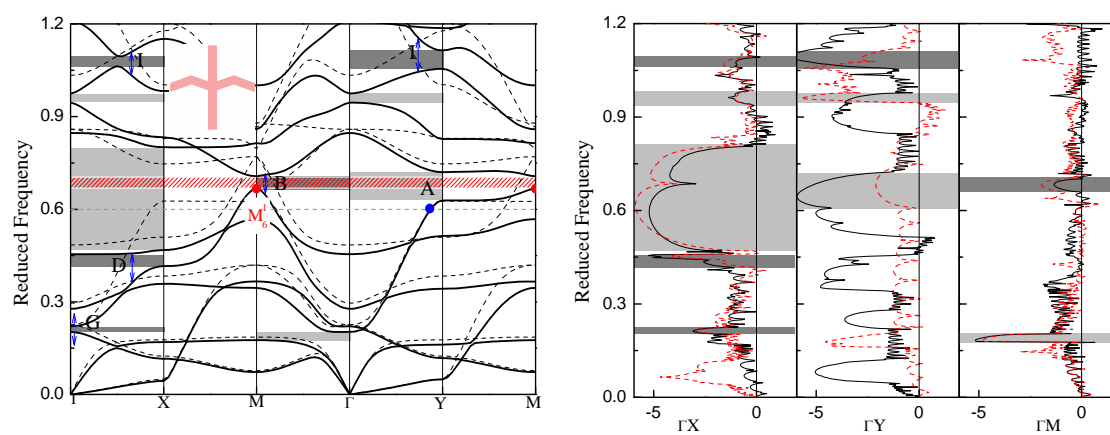 1.2
0.9
0.6
0.3
0.0
Reduced Frequency
I
I
B
A
M₆¹
D
G
Γ X M Γ Y M
1.2
0.9
0.6
0.3
0.0
Reduced Frequency
-5 0 -5 0 -5 0
ΓX ΓY ΓM